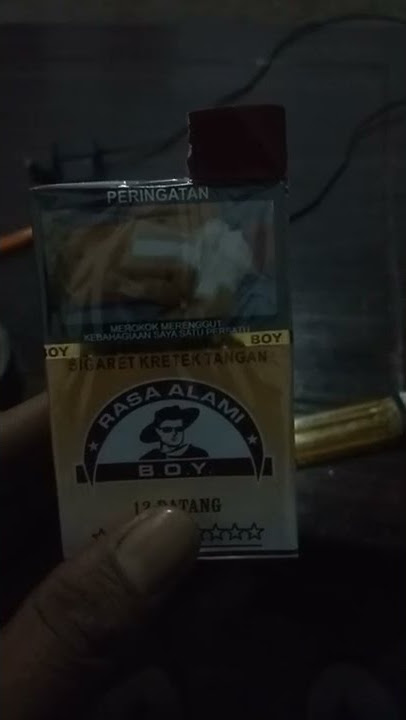 PERINGATAN
MEROKOK MERENGGUT
KEBAHAGIAAN SAYA SATU PERSATU
BOY BOY
SIGARET KRETEK TANGAN
RASA ALAMI
B.O.Y.
12 BATANG